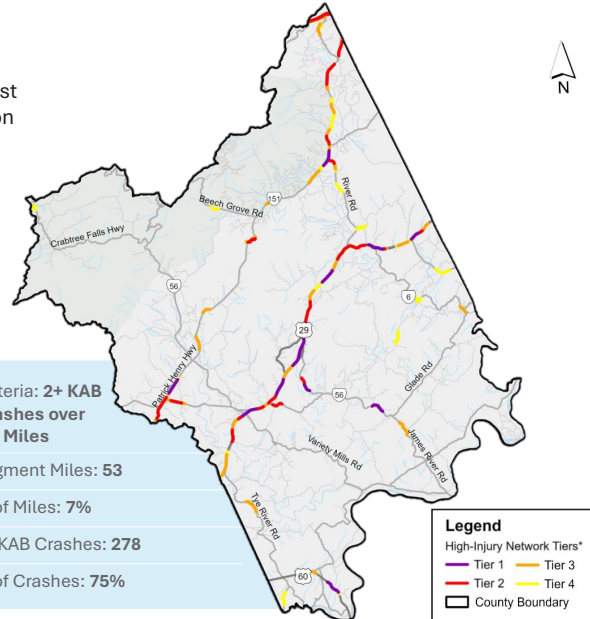 st
on
N
151
River Rd
Beech Grove Rd
Crabtree Falls Hwy
56
6
29
Patrick Henry Hwy
Glade Rd
56
James River Rd
Variety Mills Rd
Tye River Rd
60
teria: 2+ KAB
ashes over
Miles
gment Miles: 53
of Miles: 7%
KAB Crashes: 278
of Crashes: 75%
Legend
High-Injury Network Tiers*
Tier 1
Tier 3
Tier 2
Tier 4
County Boundary